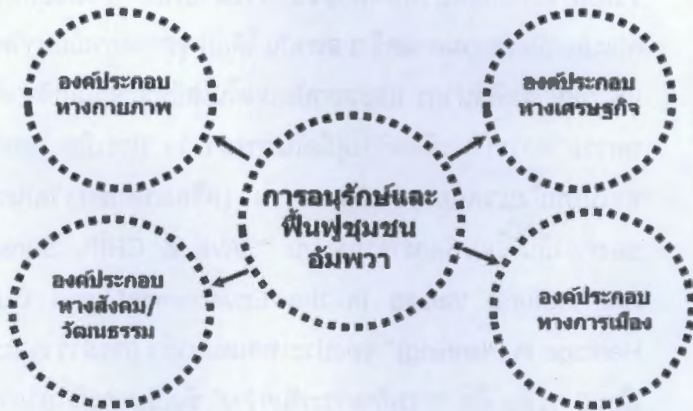 องค์ประกอบ
ทางกายภาพ
องค์ประกอบ
ทางเศรษฐกิจ
การอนุรักษ์และ
ฟื้นฟูชุมชน
อัมพวา
องค์ประกอบ
ทางสังคม/
วัฒนธรรม
องค์ประกอบ
ทางการเมือง